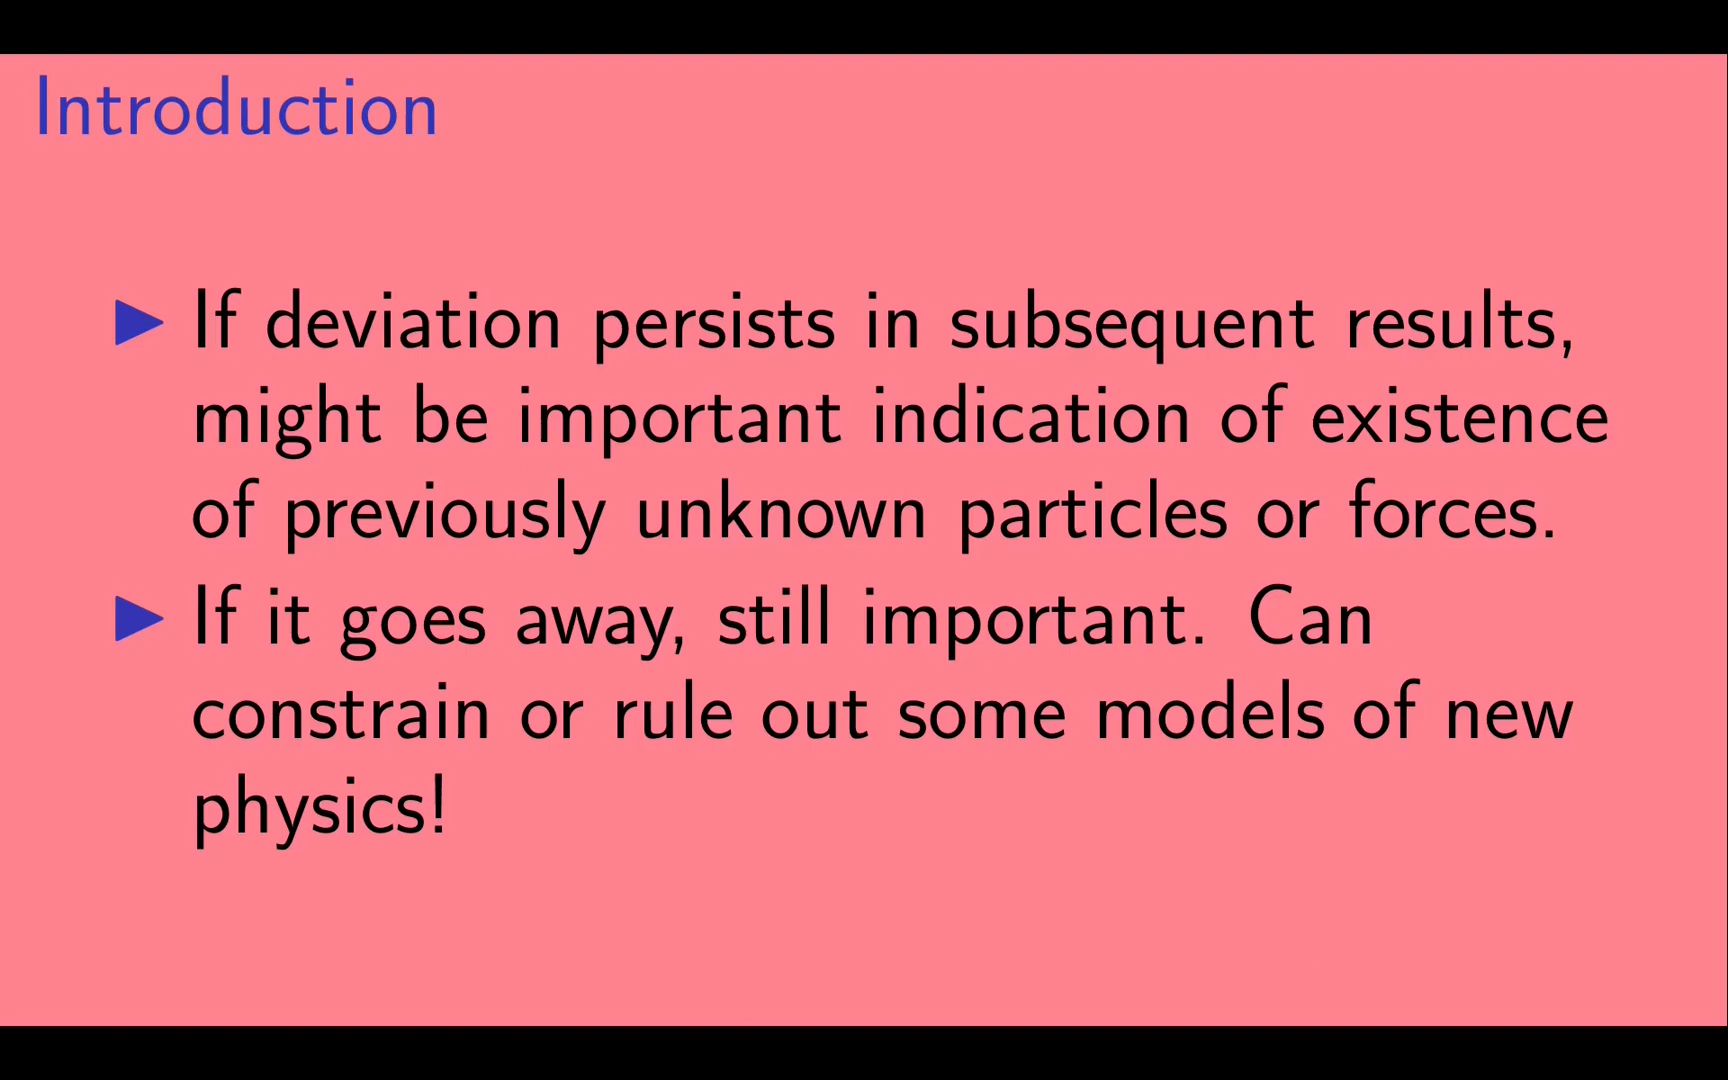 Introduction
If deviation persists in subsequent results,
might be important indication of existence
of previously unknown particles or forces.
If it goes away, still important. Can
constrain or rule out some models of new
physics!